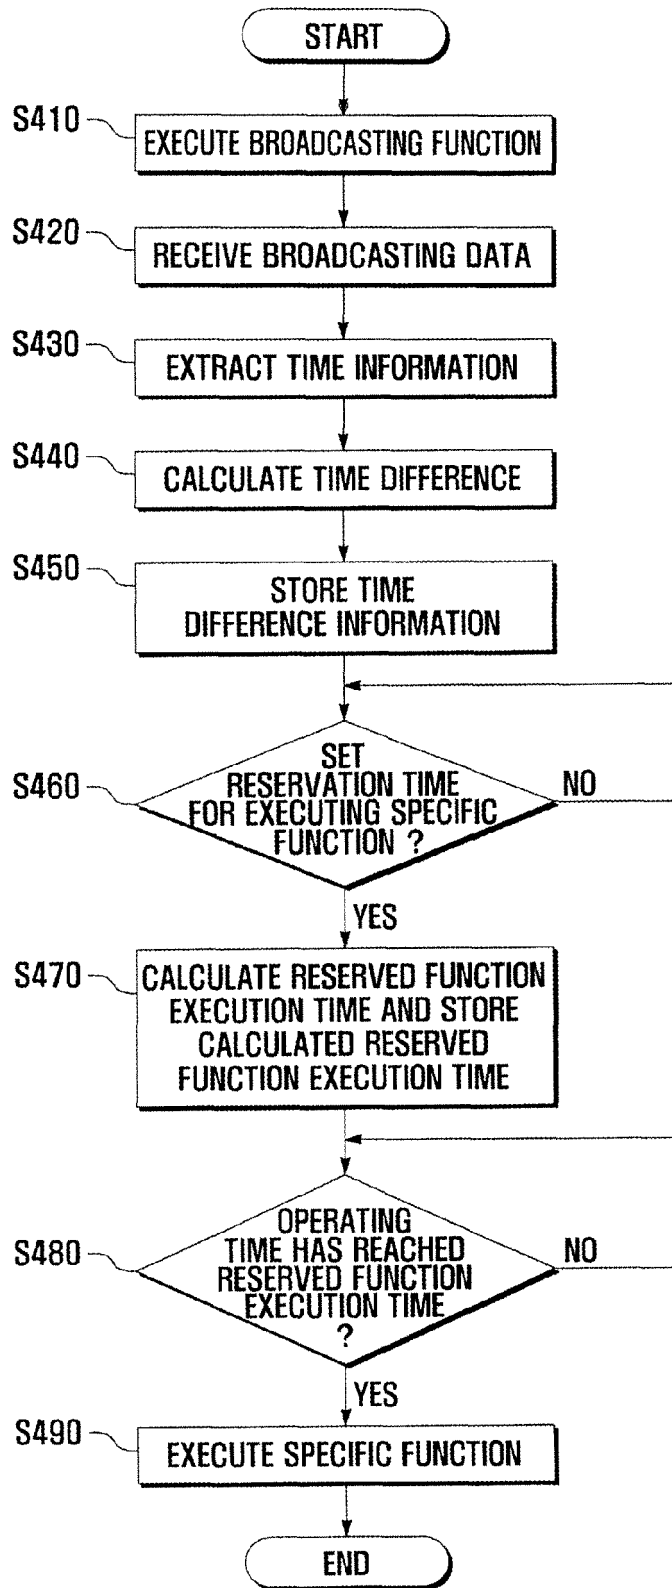 START
S410
EXECUTE BROADCASTING FUNCTION
S420
RECEIVE BROADCASTING DATA
S430
EXTRACT TIME INFORMATION
S440
CALCULATE TIME DIFFERENCE
S450
STORE TIME
DIFFERENCE INFORMATION
S460
SET
RESERVATION TIME
FOR EXECUTING SPECIFIC
FUNCTION ?
NO
YES
S470
CALCULATE RESERVED FUNCTION
EXECUTION TIME AND STORE
CALCULATED RESERVED
FUNCTION EXECUTION TIME
S480
OPERATING
TIME HAS REACHED
RESERVED FUNCTION
EXECUTION TIME
?
NO
YES
S490
EXECUTE SPECIFIC FUNCTION
END